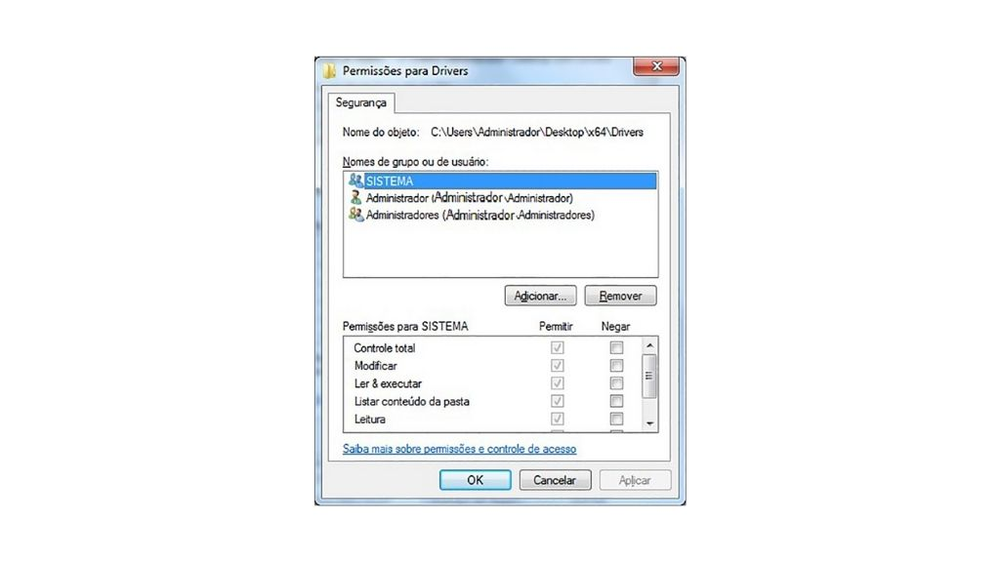 Permissões para Drivers
Segurança
Nome do objeto: C:\Users\Administrador\Desktop\x64\Drivers
Nomes de grupo ou de usuário:
SISTEMA
Administrador (Administrador\Administrador)
Administradores (Administrador\Administradores)
Adicionar... Remover
Permissões para SISTEMA Permitir Negar
Controle total
Modificar
Ler & executar
Listar conteúdo da pasta
Leitura
Saiba mais sobre permissões e controle de acesso
OK Cancelar Aplicar